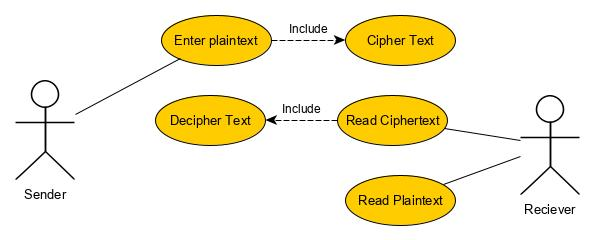 Include
Enter plaintext
Cipher Text
Include
Decipher Text
Read Ciphertext
Sender
Read Plaintext
Reciever